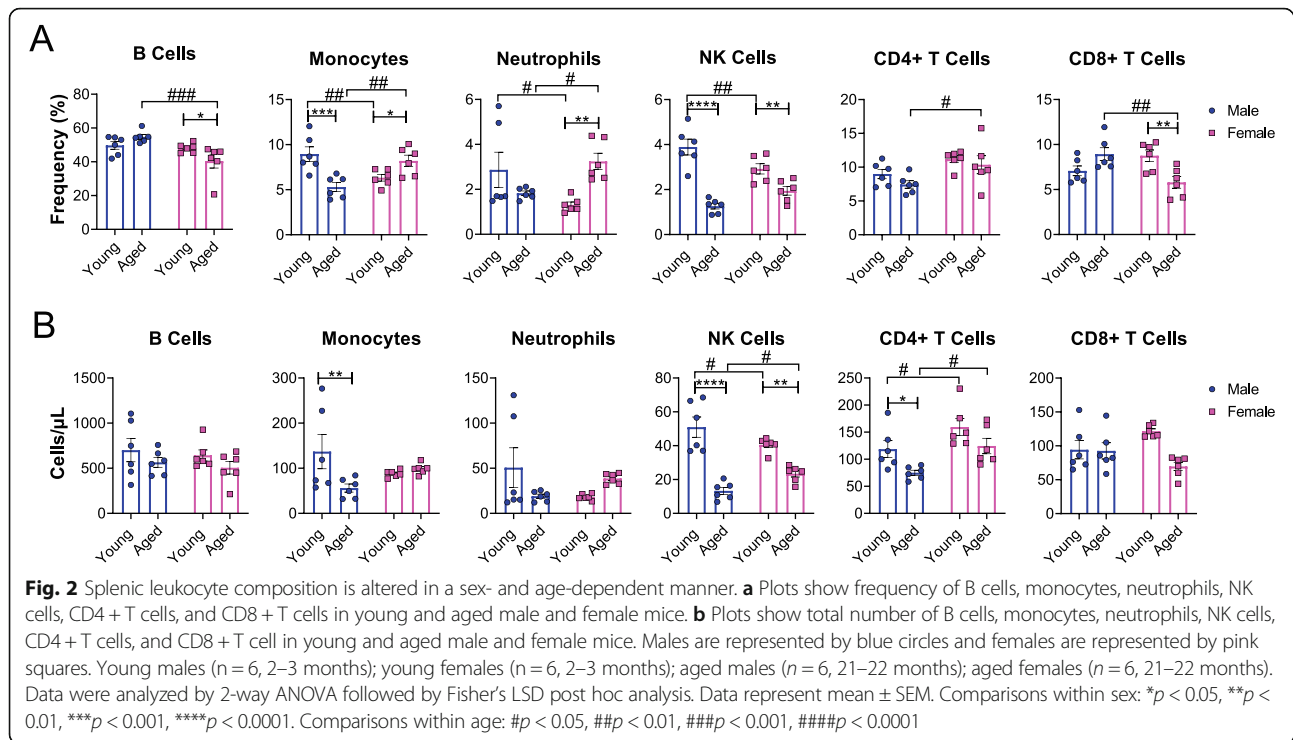 A
B Cells
Monocytes
Neutrophils
NK Cells
CD4+ T Cells
CD8+ T Cells
Frequency (%)
### *
80 60 40 20 0
Young Aged Young Aged
## ## *** *
15 10 5 0
Young Aged Young Aged
# # **
6 4 2 0
Young Aged Young Aged
## **** **
6 4 2 0
Young Aged Young Aged
#
20 15 10 5 0
Young Aged Young Aged
## **
15 10 5 0
Young Aged Young Aged
Male
Female
B
B Cells
Monocytes
Neutrophils
NK Cells
CD4+ T Cells
CD8+ T Cells
Cells/µL
1500 1000 500 0
Young Aged Young Aged
**
300 200 100 0
Young Aged Young Aged
150 100 50 0
Young Aged Young Aged
# # **** **
80 60 40 20 0
Young Aged Young Aged
# # *
250 200 150 100 50 0
Young Aged Young Aged
200 150 100 50 0
Young Aged Young Aged
Male
Female
Fig. 2 Splenic leukocyte composition is altered in a sex- and age-dependent manner. a Plots show frequency of B cells, monocytes, neutrophils, NK
cells, CD4 + T cells, and CD8 + T cells in young and aged male and female mice. b Plots show total number of B cells, monocytes, neutrophils, NK cells,
CD4 + T cells, and CD8 + T cell in young and aged male and female mice. Males are represented by blue circles and females are represented by pink
squares. Young males (n = 6, 2–3 months); young females (n = 6, 2–3 months); aged males (n = 6, 21–22 months); aged females (n = 6, 21–22 months).
Data were analyzed by 2-way ANOVA followed by Fisher's LSD post hoc analysis. Data represent mean ± SEM. Comparisons within sex: *p < 0.05, **p <
0.01, ***p < 0.001, ****p < 0.0001. Comparisons within age: #p < 0.05, ##p < 0.01, ###p < 0.001, ####p < 0.0001